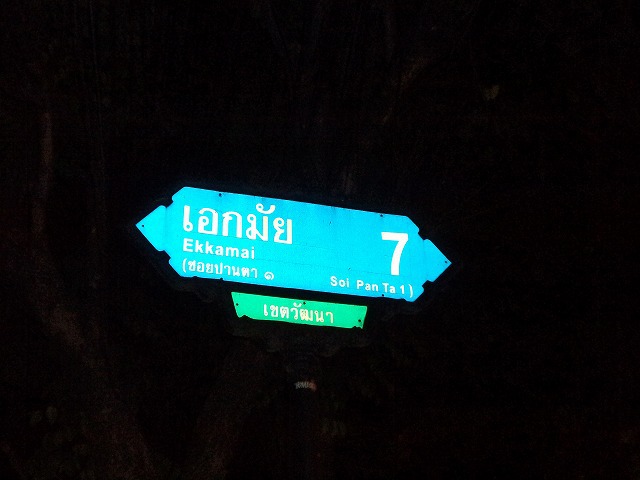 เอกมัย 7
Ekkamai
(ซอยปานตา ๑ Soi Pan Ta 1)
เขตวัฒนา